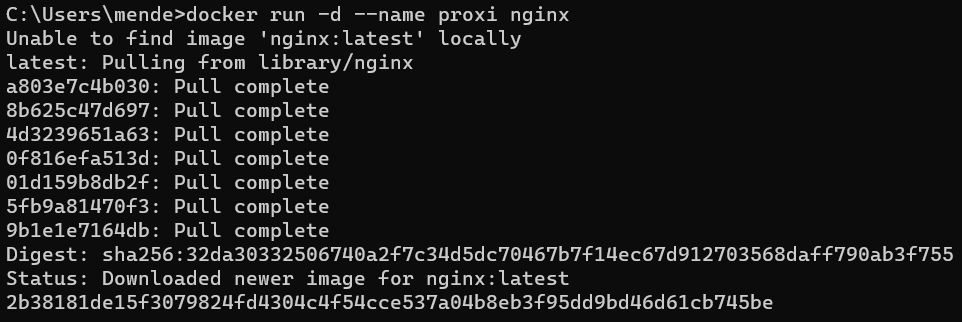 C:\Users\mende>docker run -d --name proxi nginx
Unable to find image 'nginx:latest' locally
latest: Pulling from library/nginx
a803e7c4b030: Pull complete
8b625c47d697: Pull complete
4d3239651a63: Pull complete
0f816efa513d: Pull complete
01d159b8db2f: Pull complete
5fb9a81470f3: Pull complete
9b1e1e7164db: Pull complete
Digest: sha256:32da30332506740a2f7c34d5dc70467b7f14ec67d912703568daff790ab3f755
Status: Downloaded newer image for nginx:latest
2b38181de15f3079824fd4304c4f54cce537a04b8eb3f95dd9bd46d61cb745be